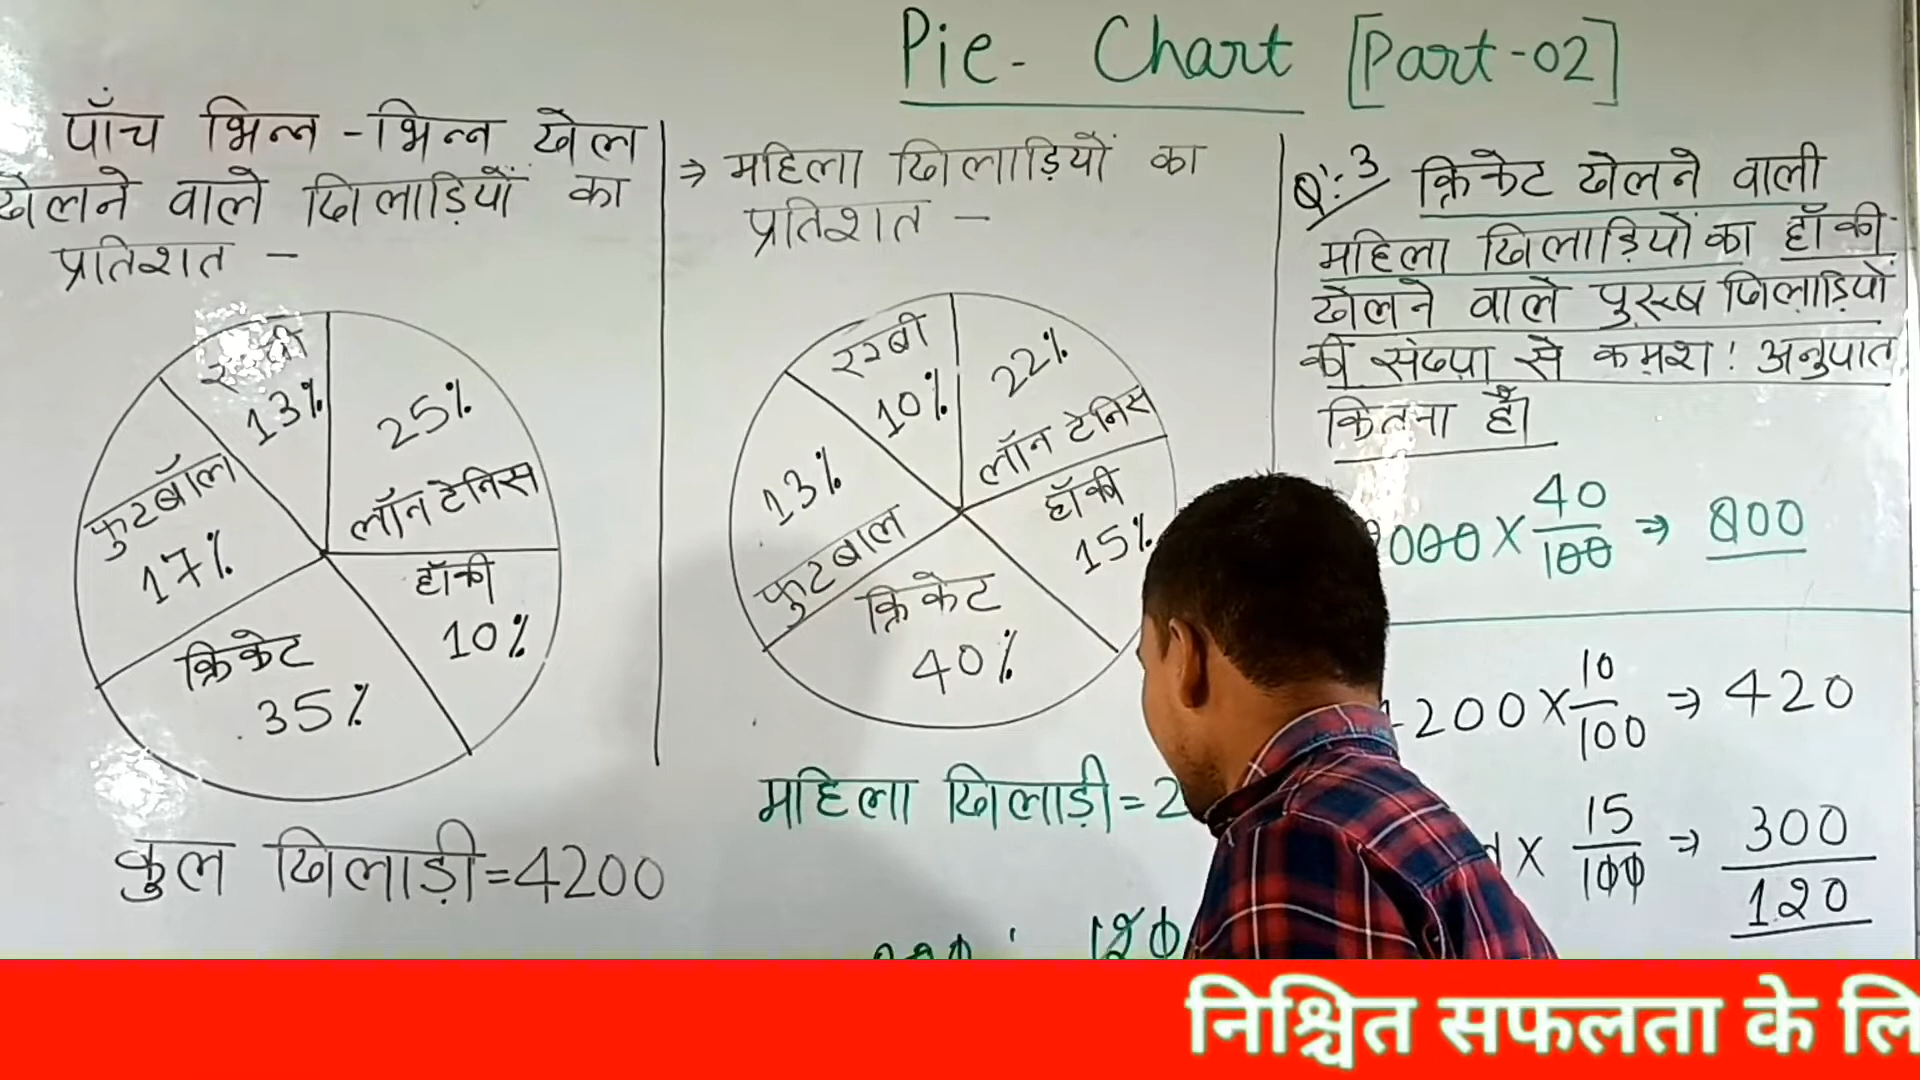 Pie- Chart [Part-02]
पाँच भिन्न-भिन्न खेल
खेलने वाले खिलाड़ियों का
प्रतिशत -
13%
25%
लॉन टेनिस
फुटबॉल
17%
हॉकी
10%
क्रिकेट
35%
कुल खिलाड़ी=4200
⇒ महिला खिलाड़ियों का
प्रतिशत -
रग्बी
10%
22%
लॉन टेनिस
13%
फुटबाल
हॉकी
15%
क्रिकेट
40%
महिला खिलाड़ी=2
120
Q:3 क्रिकेट खेलने वाली
महिला खिलाड़ियों का हॉकी
खेलने वाले पुरूष खिलाड़ियों
की संख्या से क्रमश: अनुपात
कितना है।
000 × 40/100 ⇒ 800
200 × 10/100 ⇒ 420
× 15/100 ⇒ 300
120
निश्चित सफलता के लि